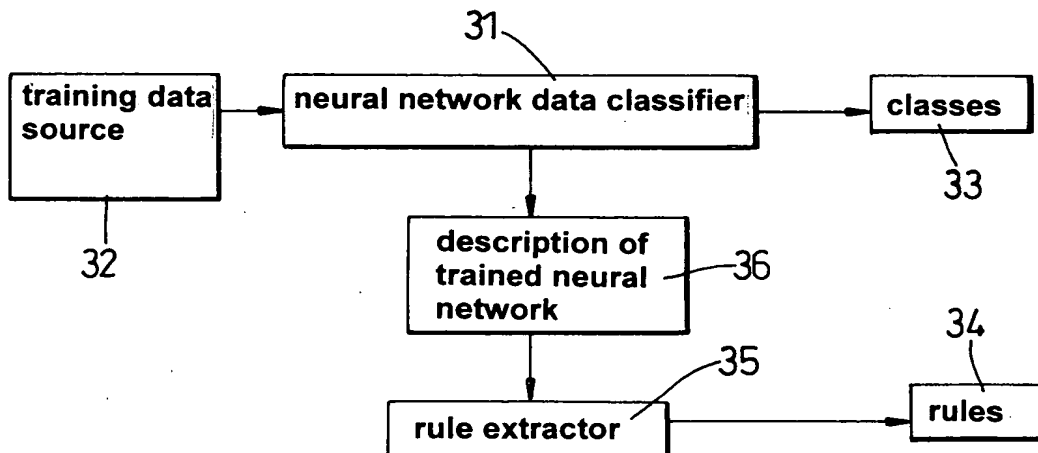 31
training data
source
neural network data classifier
classes
33
32
description of
trained neural
network
36
34
35
rule extractor
rules